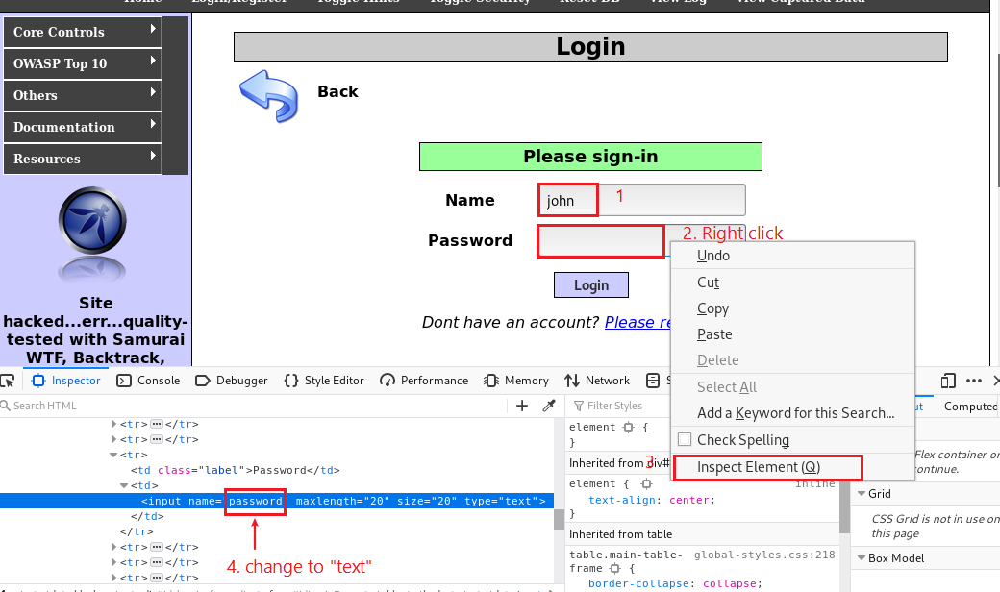 Home Login/Register Toggle Hints Toggle Security Reset DB View Log View Captured Data
Core Controls
OWASP Top 10
Others
Documentation
Resources
Site
hacked...err...quality-
tested with Samurai
WTF, Backtrack,
Login
Back
Please sign-in
Name john 1
Password
2. Right click
Login
Dont have an account? Please re
Undo
Cut
Copy
Paste
Delete
Select All
Add a Keyword for this Search...
Check Spelling
3
Inspect Element (Q)
Inspector Console Debugger Style Editor Performance Memory Network S
Search HTML
<tr>···</tr>
<tr>···</tr>
<tr>
<td class="label">Password</td>
<td>
<input name="password" maxlength="20" size="20" type="text">
</td>
</tr>
<tr>···</tr>
<tr>···</tr>
<tr>···</tr>
4. change to "text"
Filter Styles
element {
}
Inherited from div#
element { inline
text-align: center;
}
Inherited from table
table.main-table- global-styles.css:218
frame {
border-collapse: collapse;
ut Computed
Flex container or
continue.
Grid
CSS Grid is not in use on
this page
Box Model